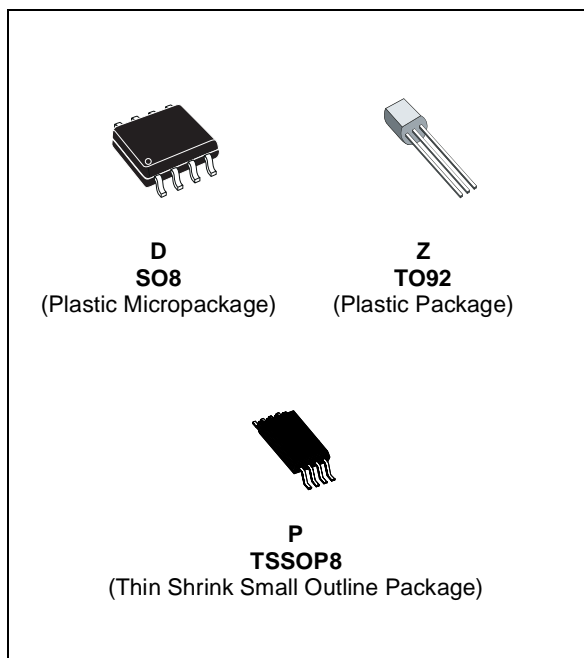 D
SO8
(Plastic Micropackage)
Z
TO92
(Plastic Package)
P
TSSOP8
(Thin Shrink Small Outline Package)